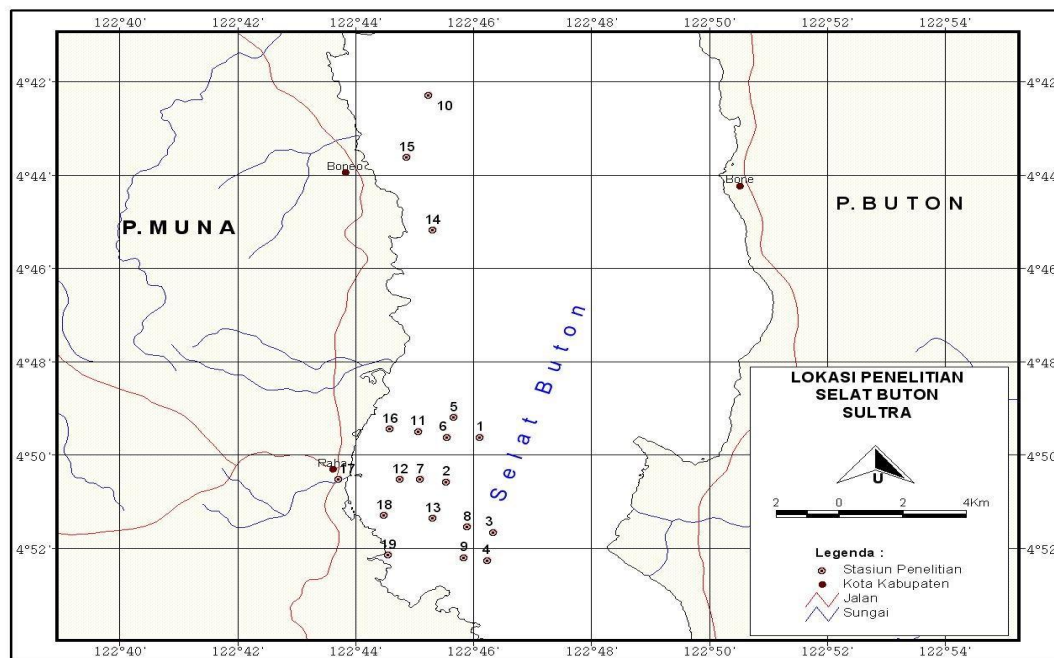 122°40' 122°42' 122°44' 122°46' 122°50' 122°52' 122°54'
4°42' 4°42'
10
15
Boneo
4°44' 4°44'
Bone
P. M U N A
P. B U T O N
14
4°46' 4°46'
4°48' 4°48'
Selat Buton
5
16 11 6 1
4°50' 4°50'
Raha
17
12 7 2
18 13 8 3
4°52' 4°52'
19 9 4
LOKASI PENELITIAN
SELAT BUTON
SULTRA
U
2 0 2 4Km
Legenda :
Stasiun Penelitian
Kota Kabupaten
Jalan
Sungai
122°40' 122°42' 122°44' 122°46' 122°48' 122°50' 122°52' 122°54'